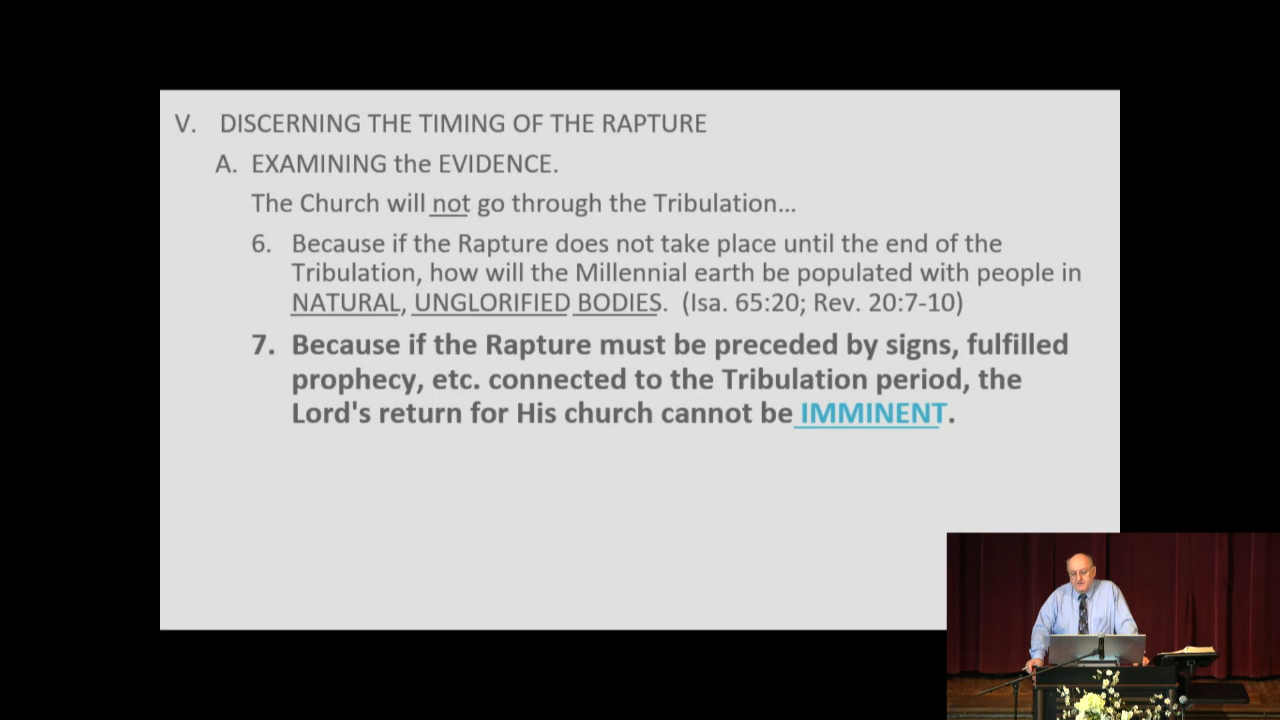 V. DISCERNING THE TIMING OF THE RAPTURE
A. EXAMINING the EVIDENCE.
The Church will not go through the Tribulation...
6. Because if the Rapture does not take place until the end of the
Tribulation, how will the Millennial earth be populated with people in
NATURAL, UNGLORIFIED BODIES. (Isa. 65:20; Rev. 20:7-10)
7. Because if the Rapture must be preceded by signs, fulfilled
prophecy, etc. connected to the Tribulation period, the
Lord's return for His church cannot be IMMINENT.